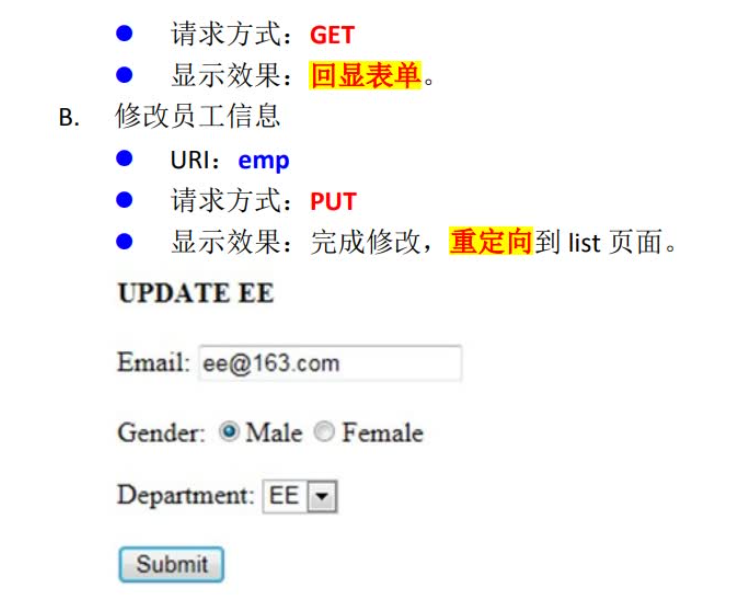 ● 请求方式：GET
● 显示效果：回显表单。
B. 修改员工信息
● URI：emp
● 请求方式：PUT
● 显示效果：完成修改，重定向到 list 页面。
UPDATE EE
Email: ee@163.com
Gender: Male Female
Department: EE
Submit